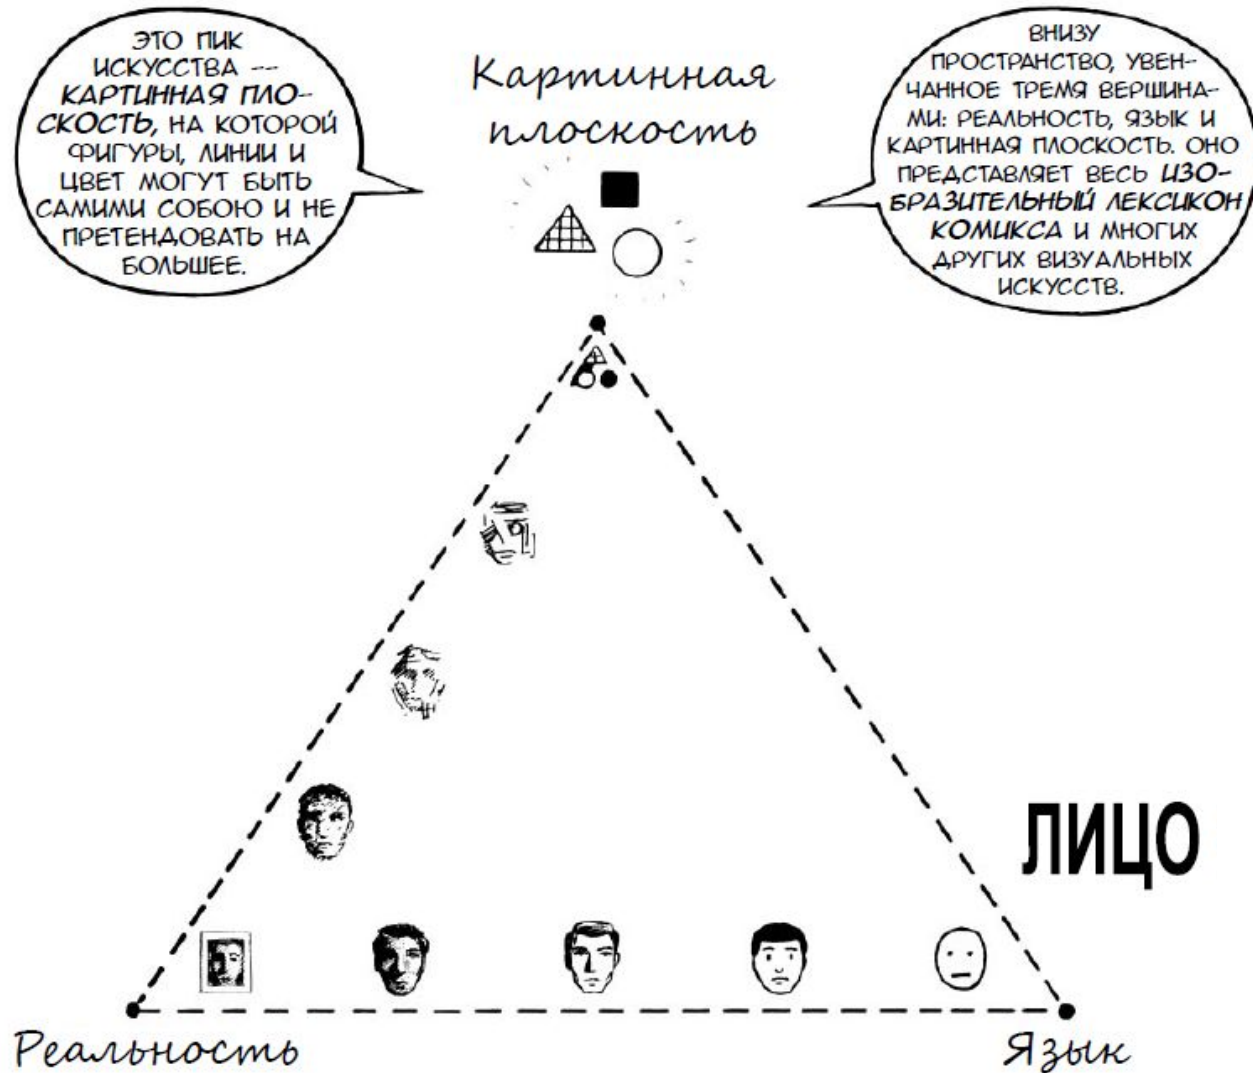 ЭТО ПИК
ИСКУССТВА --
КАРТИННАЯ ПЛО-
СКОСТЬ, НА КОТОРОЙ
ФИГУРЫ, ЛИНИИ И
ЦВЕТ МОГУТ БЫТЬ
САМИМИ СОБОЮ И НЕ
ПРЕТЕНДОВАТЬ НА
БОЛЬШЕЕ.
Картинная
плоскость
ВНИЗУ
ПРОСТРАНСТВО, УВЕН-
ЧАННОЕ ТРЕМЯ ВЕРШИНА-
МИ: РЕАЛЬНОСТЬ, ЯЗЫК И
КАРТИННАЯ ПЛОСКОСТЬ. ОНО
ПРЕДСТАВЛЯЕТ ВЕСЬ ИЗО-
БРАЗИТЕЛЬНЫЙ ЛЕКСИКОН
КОМИКСА И МНОГИХ
ДРУГИХ ВИЗУАЛЬНЫХ
ИСКУССТВ.
ЛИЦО
Реальность
Язык